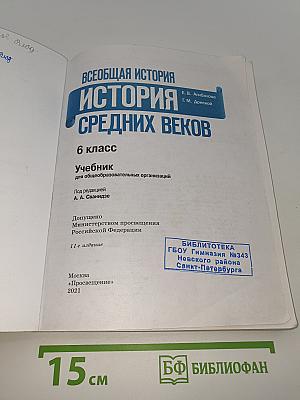 ВСЕОБЩАЯ ИСТОРИЯ
ИСТОРИЯ
Г. М. Донской
СРЕДНИХ ВЕКОВ
6 класс
Учебник
для общеобразовательных организаций
Под редакцией
А. А. Сванидзе
Допущено
Министерством просвещения
Российской Федерации
11-е издание
БИБЛИОТЕКА
ГБОУ Гимназия №343
Невского района
Санкт-Петербурга
Москва
«Просвещение»
2021
15 см
БФ БИБЛИОФАН